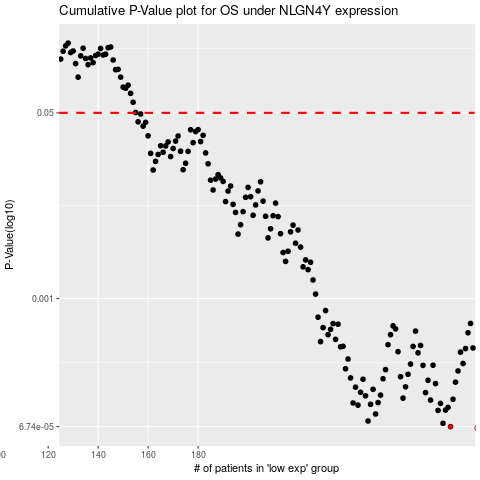 Cumulative P-Value plot for OS under NLGN4Y expression
P-Value(log10)
0.05
0.001
6.74e-05
120 140 160 180
# of patients in 'low exp' group